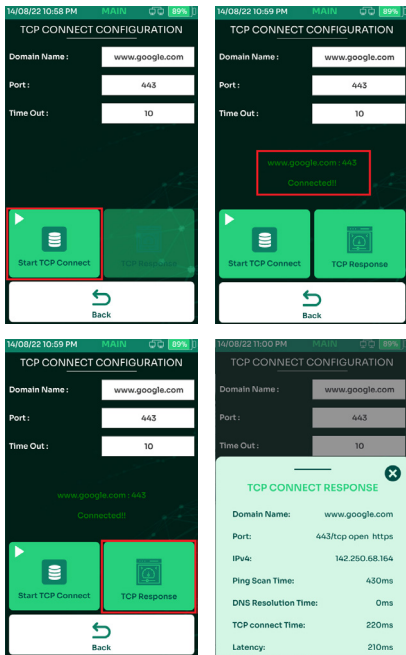 14/08/22 10:58 PM MAIN 89%
TCP CONNECT CONFIGURATION
Domain Name : www.google.com
Port : 443
Time Out : 10
Start TCP Connect TCP Response
Back
14/08/22 10:59 PM MAIN 89%
TCP CONNECT CONFIGURATION
Domain Name : www.google.com
Port : 443
Time Out : 10
www.google.com : 443
Connected!!
Start TCP Connect TCP Response
Back
14/08/22 10:59 PM MAIN 89%
TCP CONNECT CONFIGURATION
Domain Name : www.google.com
Port : 443
Time Out : 10
www.google.com : 443
Connected!!
Start TCP Connect TCP Response
Back
14/08/22 11:00 PM MAIN 89%
TCP CONNECT CONFIGURATION
Domain Name : www.google.com
Port : 443
Time Out : 10
TCP CONNECT RESPONSE
Domain Name: www.google.com
Port: 443/tcp open https
IPv4: 142.250.68.164
Ping Scan Time: 430ms
DNS Resolution Time: 0ms
TCP connect Time: 220ms
Latency: 210ms